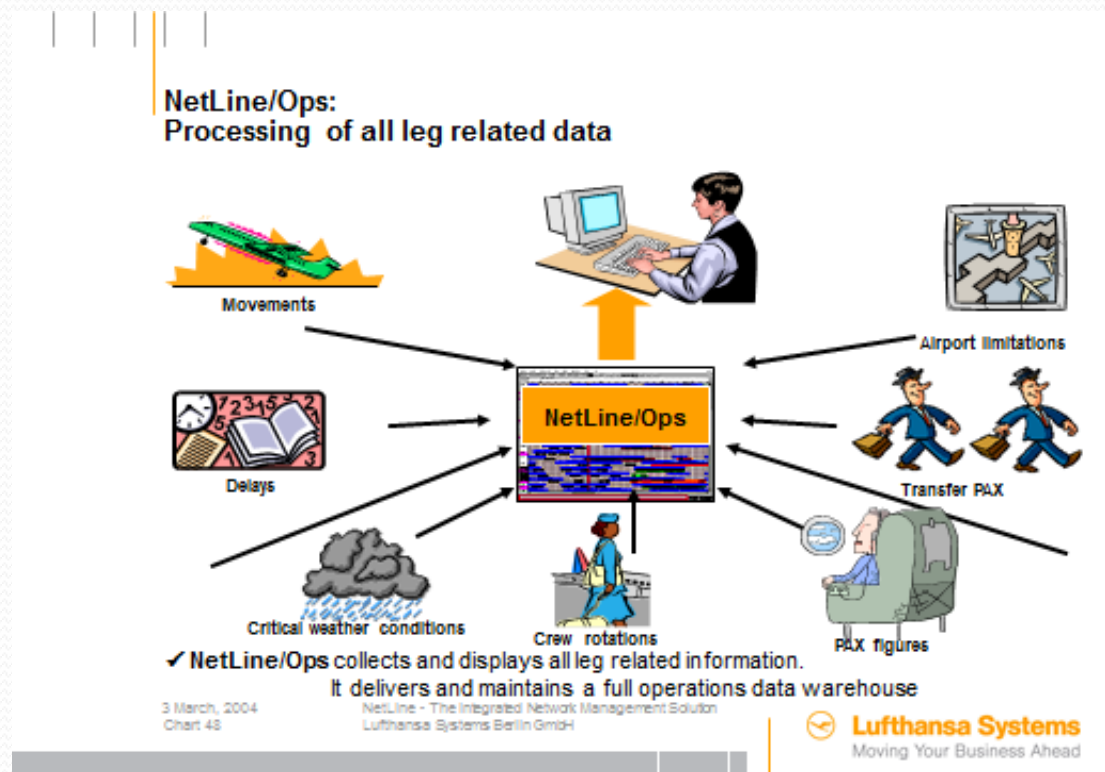 NetLine/Ops:
Processing of all leg related data
Movements
Airport limitations
NetLine/Ops
Delays
Transfer PAX
Critical weather conditions
Crew rotations
PAX figures
✓ NetLine/Ops collects and displays all leg related information.
It delivers and maintains a full operations data warehouse
3 March, 2004
NetLine - The Integrated Network Management Solution
Chart 48
Lufthansa Systems Berlin GmbH
Lufthansa Systems
Moving Your Business Ahead